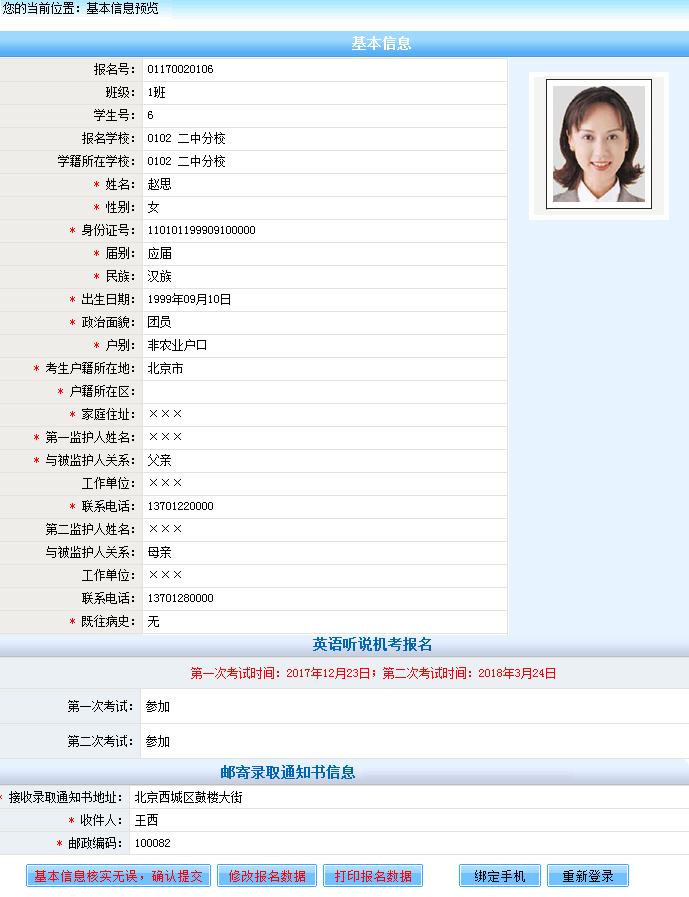 您的当前位置：基本信息预览
基本信息
报名号： 01170020106
班级： 1班
学生号： 6
报名学校： 0102 二中分校
学籍所在学校： 0102 二中分校
* 姓名： 赵思
* 性别： 女
* 身份证号： 110101199909100000
* 届别： 应届
* 民族： 汉族
* 出生日期： 1999年09月10日
* 政治面貌： 团员
* 户别： 非农业户口
* 考生户籍所在地： 北京市
* 户籍所在区：
* 家庭住址： ×××
* 第一监护人姓名： ×××
* 与被监护人关系： 父亲
工作单位： ×××
* 联系电话： 13701220000
第二监护人姓名： ×××
与被监护人关系： 母亲
工作单位： ×××
联系电话： 13701280000
* 既往病史： 无
英语听说机考报名
第一次考试时间：2017年12月23日；第二次考试时间：2018年3月24日
第一次考试： 参加
第二次考试： 参加
邮寄录取通知书信息
* 接收录取通知书地址： 北京西城区鼓楼大街
* 收件人： 王西
* 邮政编码： 100082
基本信息核实无误，确认提交 修改报名数据 打印报名数据 绑定手机 重新登录